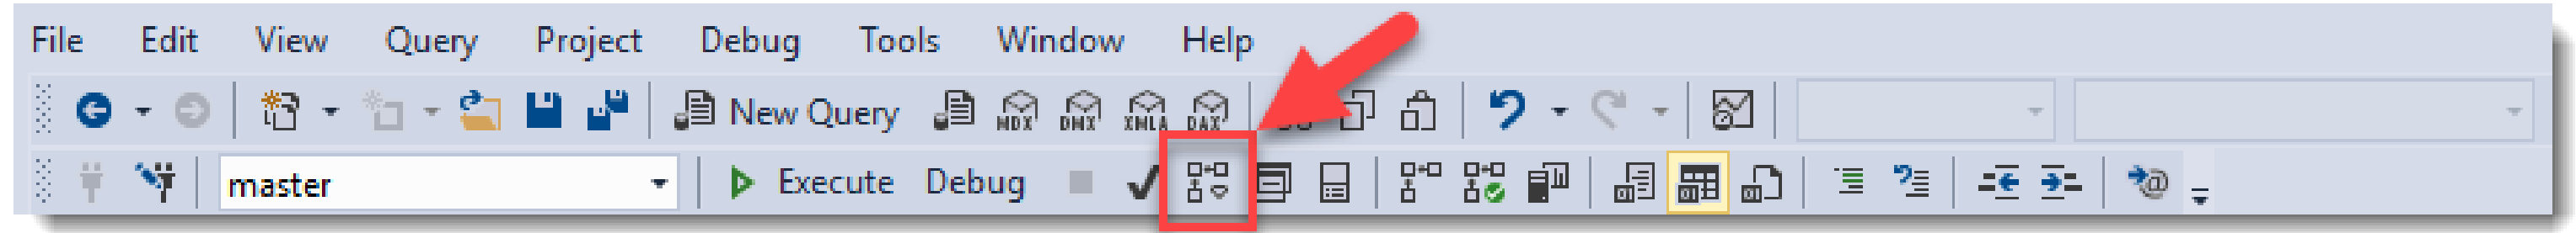 File Edit View Query Project Debug Tools Window Help
New Query MDX DMX XMLA DAX
master Execute Debug